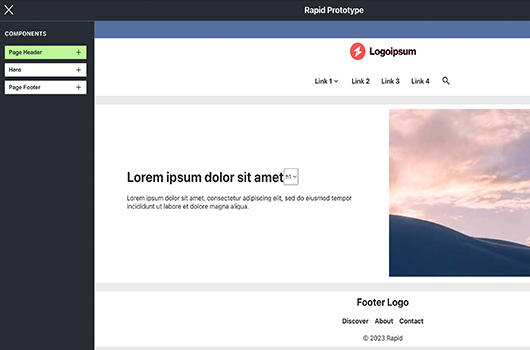 Rapid Prototype
COMPONENTS
Page Header
Hero
Page Footer
Logoipsum
Link 1 Link 2 Link 3 Link 4
Lorem ipsum dolor sit amet h1
Lorem ipsum dolor sit amet, consectetur adipiscing elit, sed do eiusmod tempor
incididunt ut labore et dolore magna aliqua.
Footer Logo
Discover About Contact
© 2023 Rapid